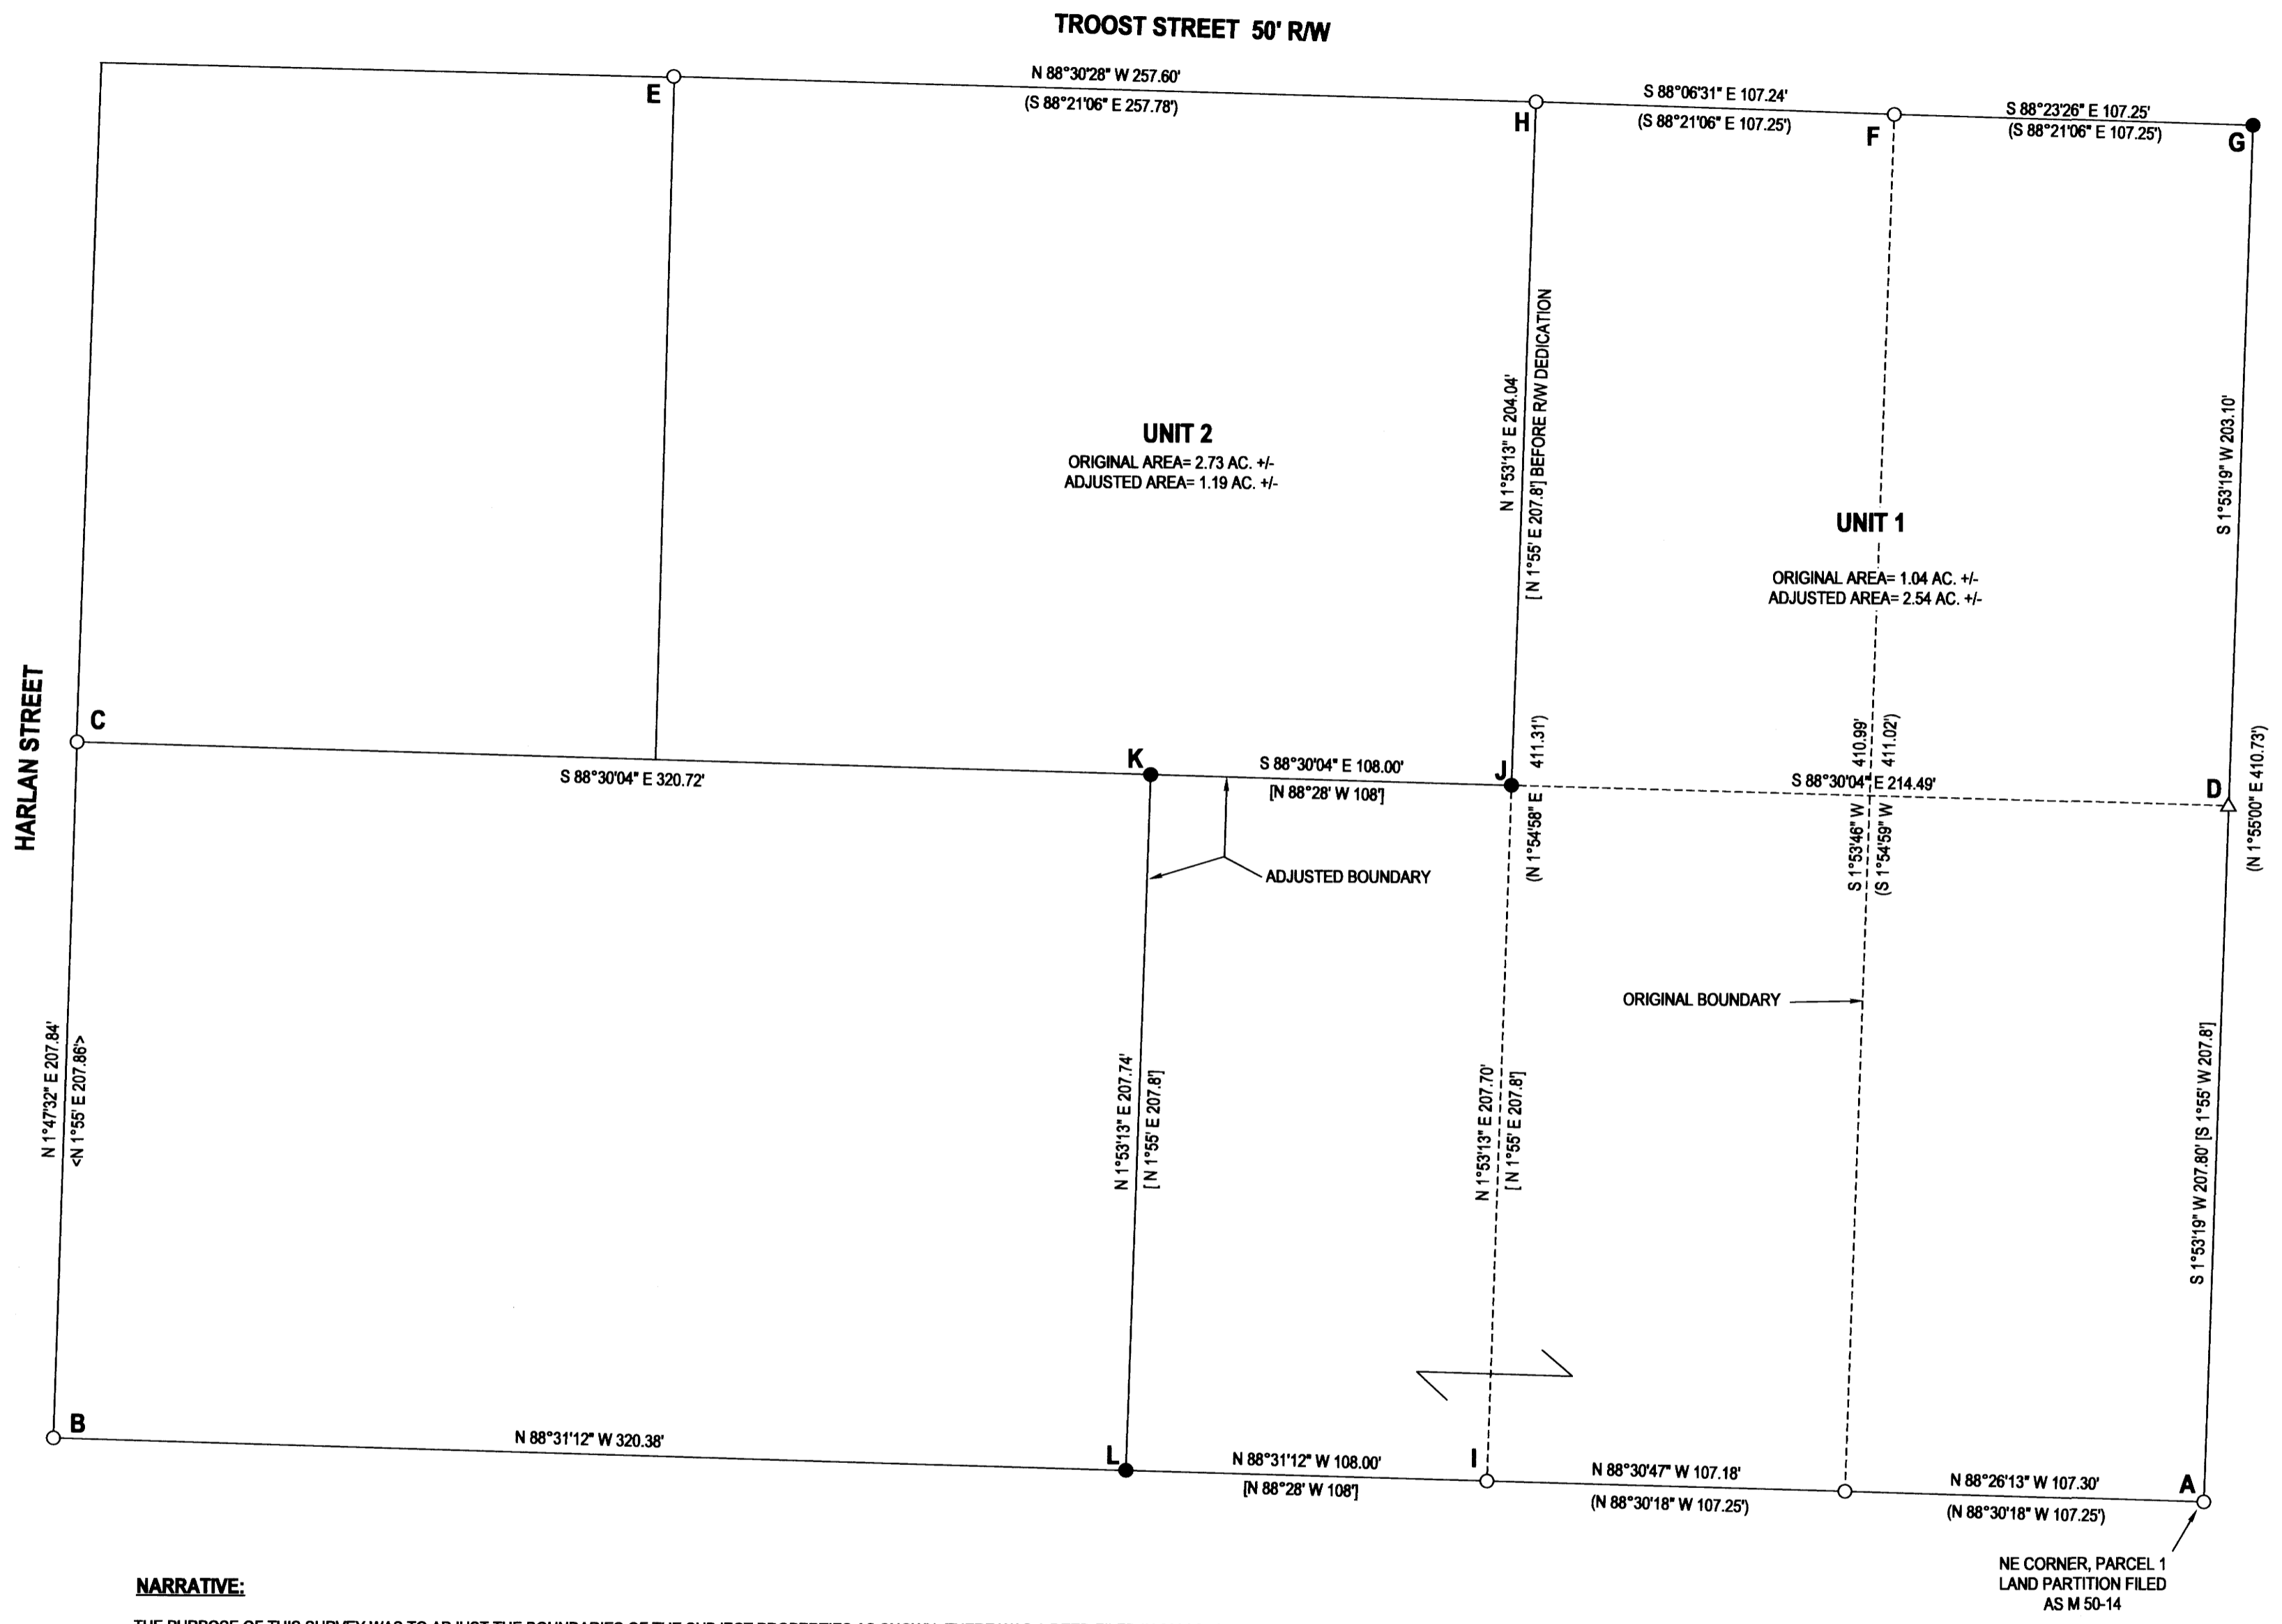 TROOST STREET 50' R/W
N 88°30'28" W 257.60'
(S 88°21'06" E 257.78')
S 88°06'31" E 107.24'
(S 88°21'06" E 107.25')
S 88°23'26" E 107.25'
(S 88°21'06" E 107.25')
E
H
F
G
UNIT 2
ORIGINAL AREA= 2.73 AC. +/-
ADJUSTED AREA= 1.19 AC. +/-
N 1°53'13" E 204.04'
[ N 1°55' E 207.8'] BEFORE R/W DEDICATION
UNIT 1
ORIGINAL AREA= 1.04 AC. +/-
ADJUSTED AREA= 2.54 AC. +/-
S 1°53'19" W 203.10'
HARLAN STREET
C
S 88°30'04" E 320.72'
K
S 88°30'04" E 108.00'
[N 88°28' W 108']
J
(N 1°54'58" E 411.31')
S 88°30'04" E 214.49'
S 1°53'46" W 410.99'
(S 1°54'59" W 411.02')
D
(N 1°55'00" E 410.73')
ADJUSTED BOUNDARY
ORIGINAL BOUNDARY
N 1°47'32" E 207.84'
<N 1°55' E 207.86'>
N 1°53'13" E 207.74'
[ N 1°55' E 207.8']
N 1°53'13" E 207.70'
[ N 1°55' E 207.8']
S 1°53'19" W 207.80' [S 1°55' W 207.8']
B
N 88°31'12" W 320.38'
L
N 88°31'12" W 108.00'
[N 88°28' W 108']
I
N 88°30'47" W 107.18'
(N 88°30'18" W 107.25')
N 88°26'13" W 107.30'
(N 88°30'18" W 107.25')
A
NE CORNER, PARCEL 1
LAND PARTITION FILED
AS M 50-14
NARRATIVE: